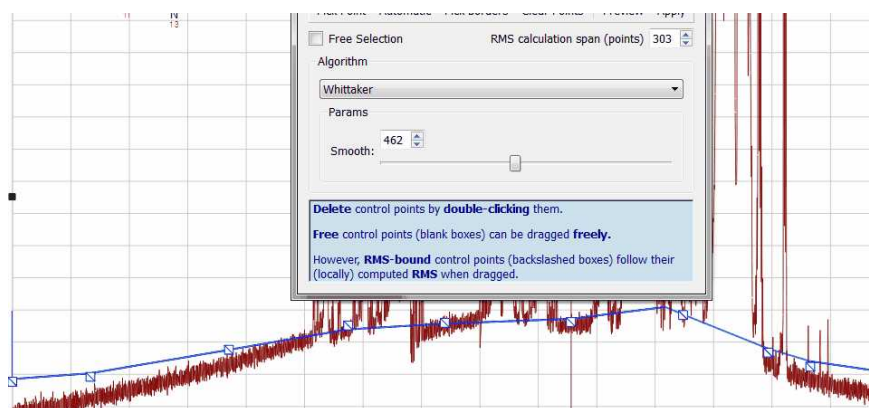 N
13
Free Selection RMS calculation span (points) 303
Algorithm
Whittaker
Params
Smooth: 462
Delete control points by double-clicking them.
Free control points (blank boxes) can be dragged freely.
However, RMS-bound control points (backslashed boxes) follow their
(locally) computed RMS when dragged.